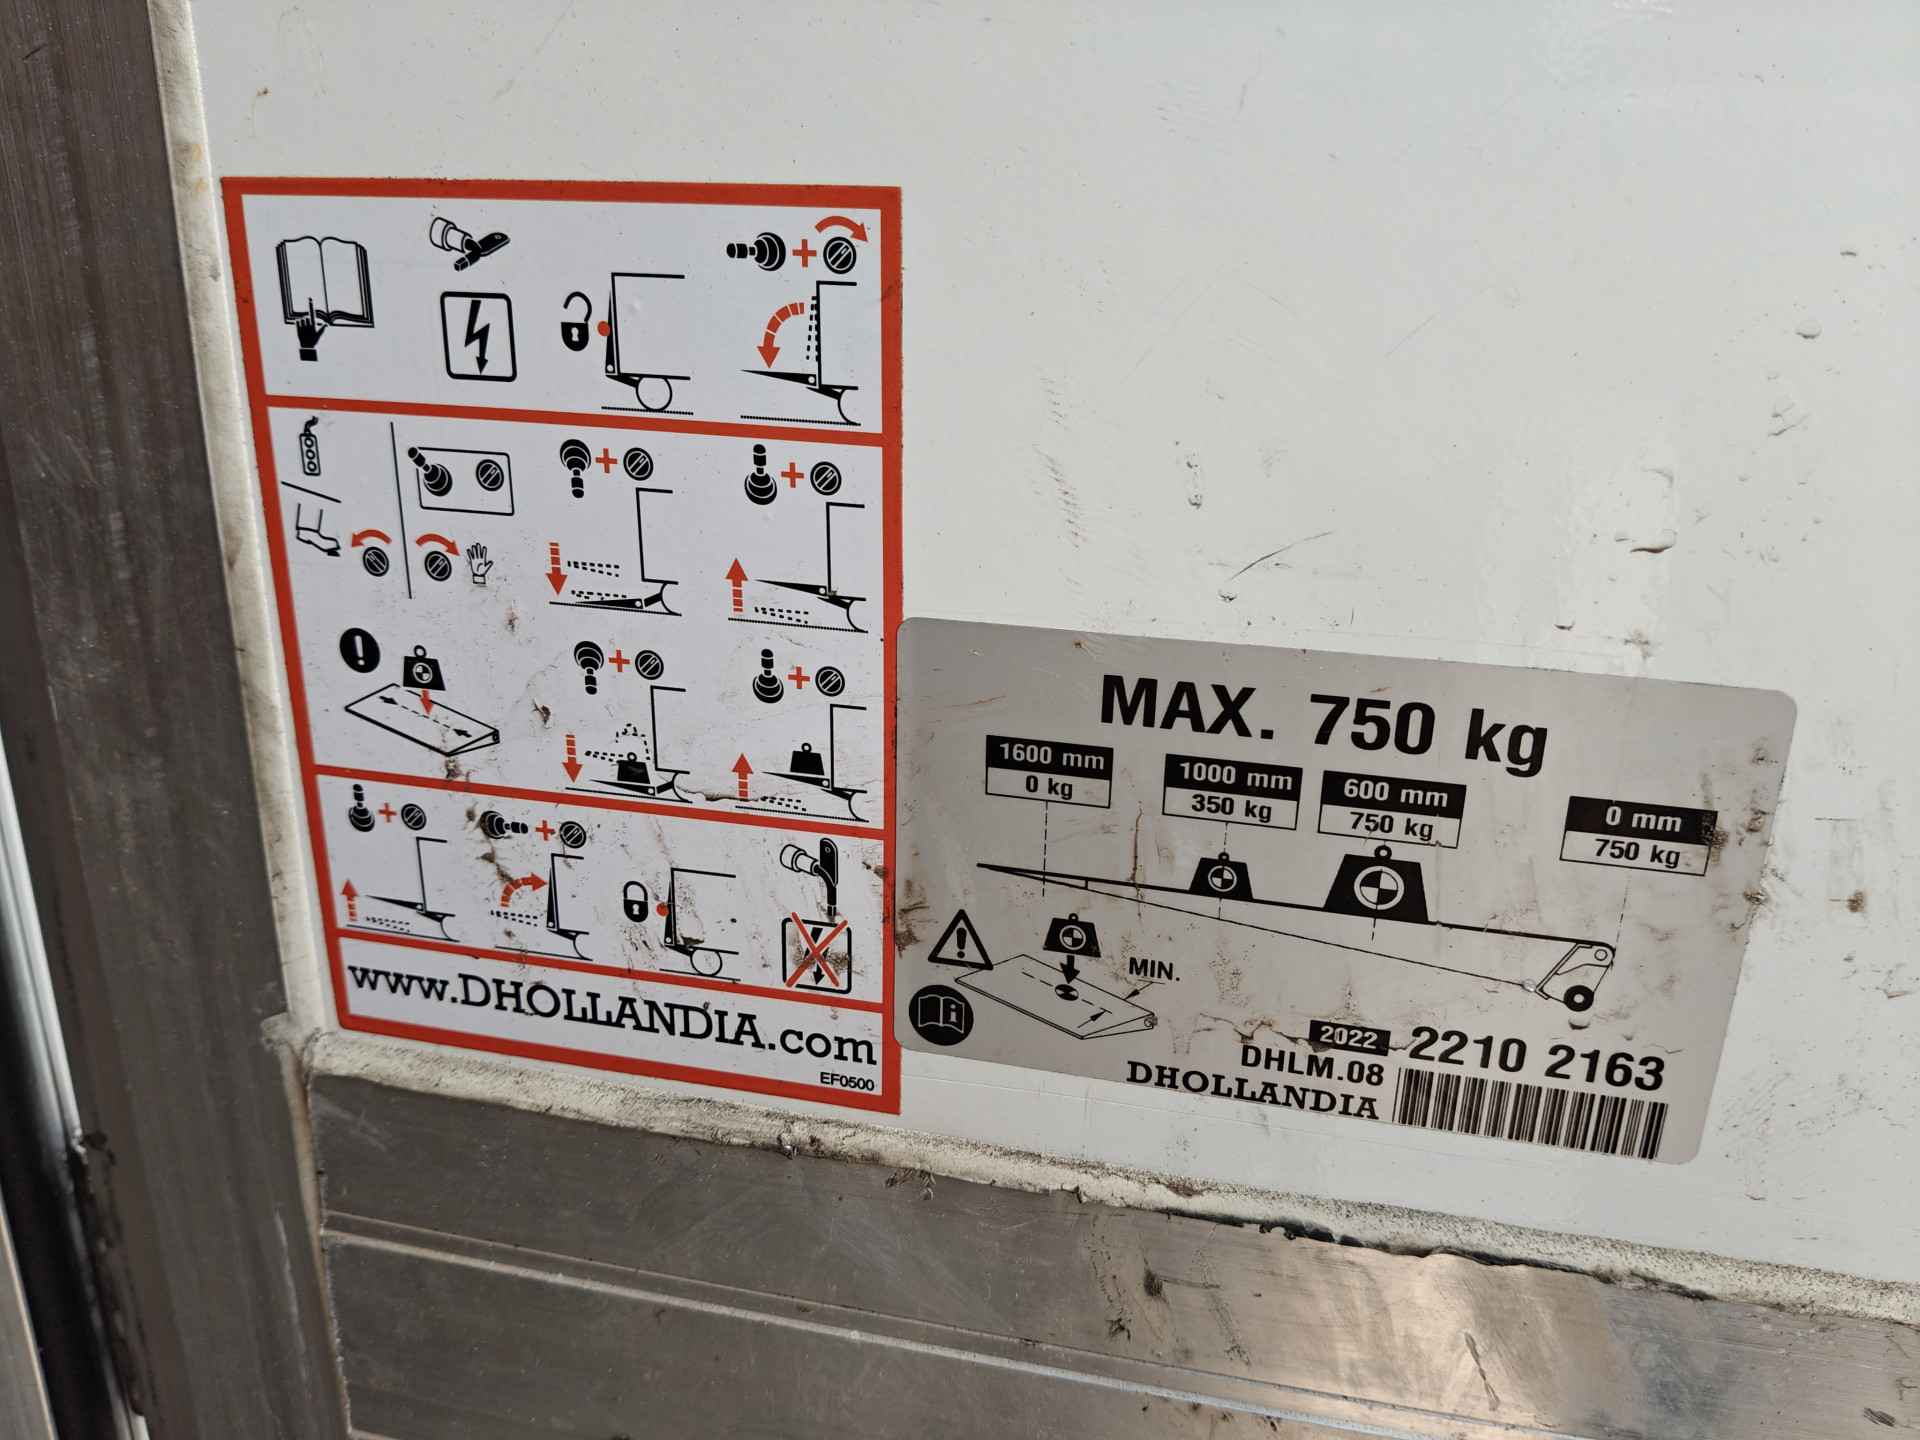 www.DHOLLANDIA.com
EF0500
MAX. 750 kg
1600 mm
0 kg
1000 mm
350 kg
600 mm
750 kg
0 mm
750 kg
MIN.
2022 2210 2163
DHLM.08
DHOLLANDIA